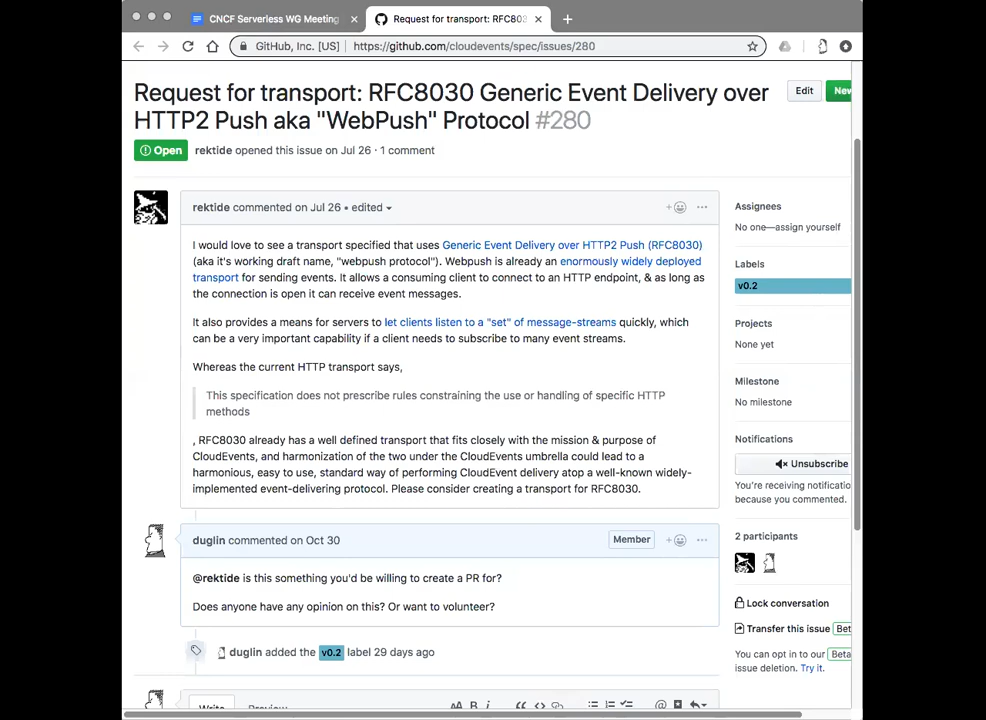 CNCF Serverless WG Meeting
Request for transport: RFC803
GitHub, Inc. [US] | https://github.com/cloudevents/spec/issues/280
Request for transport: RFC8030 Generic Event Delivery over
HTTP2 Push aka "WebPush" Protocol #280
Edit
New
Open
rektide opened this issue on Jul 26 · 1 comment
rektide commented on Jul 26 • edited
I would love to see a transport specified that uses Generic Event Delivery over HTTP2 Push (RFC8030)
(aka it's working draft name, "webpush protocol"). Webpush is already an enormously widely deployed
transport for sending events. It allows a consuming client to connect to an HTTP endpoint, & as long as
the connection is open it can receive event messages.
It also provides a means for servers to let clients listen to a "set" of message-streams quickly, which
can be a very important capability if a client needs to subscribe to many event streams.
Whereas the current HTTP transport says,
This specification does not prescribe rules constraining the use or handling of specific HTTP
methods
, RFC8030 already has a well defined transport that fits closely with the mission & purpose of
CloudEvents, and harmonization of the two under the CloudEvents umbrella could lead to a
harmonious, easy to use, standard way of performing CloudEvent delivery atop a well-known widely-
implemented event-delivering protocol. Please consider creating a transport for RFC8030.
duglin commented on Oct 30
Member
@rektide is this something you'd be willing to create a PR for?
Does anyone have any opinion on this? Or want to volunteer?
duglin added the v0.2 label 29 days ago
Write
Preview
Assignees
No one—assign yourself
Labels
v0.2
Projects
None yet
Milestone
No milestone
Notifications
Unsubscribe
You're receiving notificatio
because you commented.
2 participants
Lock conversation
Transfer this issue Bet
You can opt in to our Beta
issue deletion. Try it.